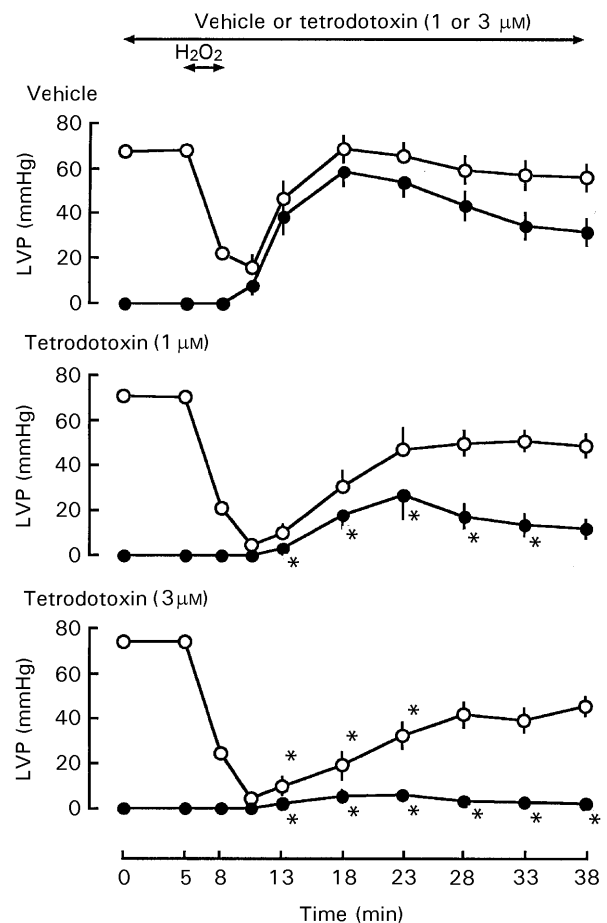 Vehicle or tetrodotoxin (1 or 3 μM)
H₂O₂
Vehicle
80
60
40
20
0
LVP (mmHg)
Tetrodotoxin (1 μM)
80
60
40
20
0
LVP (mmHg)
*
*
*
*
*
Tetrodotoxin (3 μM)
80
60
40
20
0
LVP (mmHg)
*
*
*
*
*
*
*
*
*
0 5 8 13 18 23 28 33 38
Time (min)